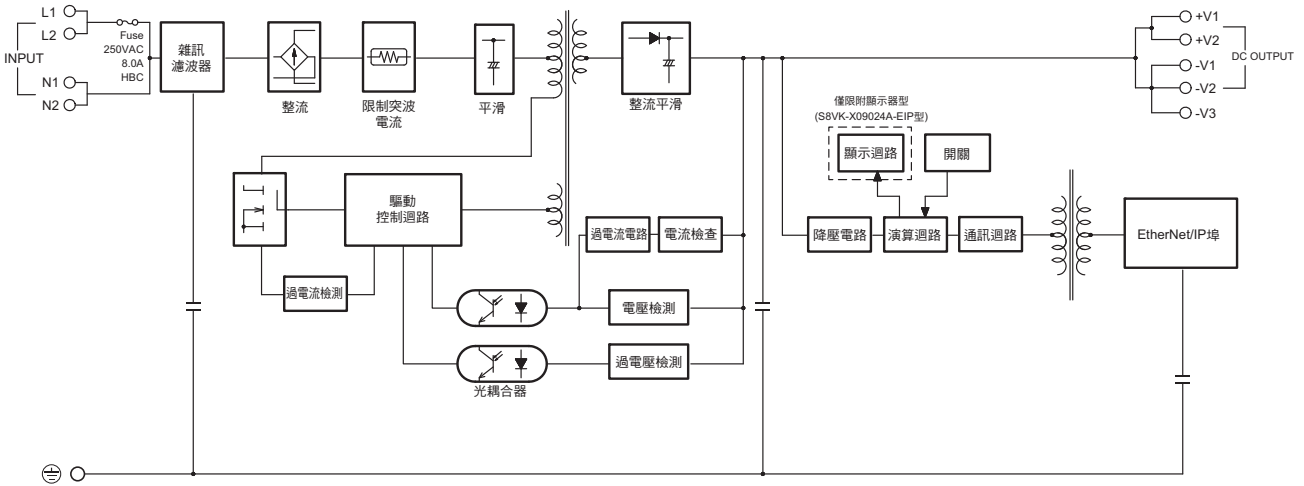 L1
L2
INPUT
N1
N2
Fuse
250VAC
8.0A
HBC
雜訊
濾波器
整流
限制突波
電流
平滑
整流平滑
+V1
+V2
DC OUTPUT
-V1
-V2
-V3
僅限附顯示器型
(S8VK-X09024A-EIP型)
顯示迴路
開關
驅動
控制迴路
過電流電路
電流檢查
降壓電路
演算迴路
通訊迴路
EtherNet/IP埠
過電流檢測
電壓檢測
過電壓檢測
光耦合器